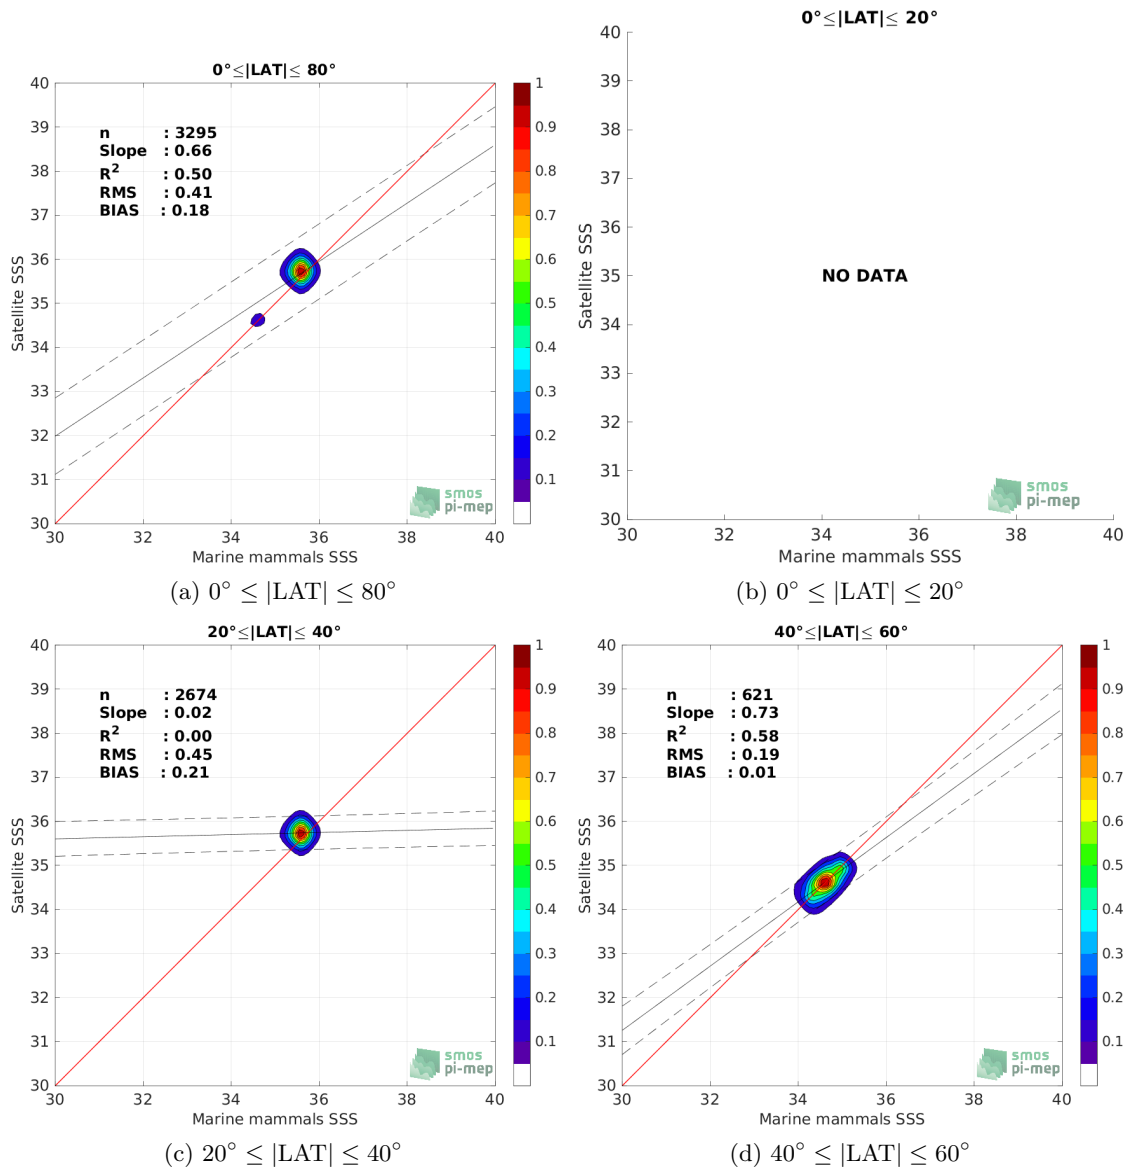 0°≤|LAT|≤ 80°
40
39
38
37
36
35
34
33
32
31
30
Satellite SSS
n : 3295
Slope : 0.66
R² : 0.50
RMS : 0.41
BIAS : 0.18
smos
pi-mep
30 32 34 36 38 40
Marine mammals SSS
1
0.9
0.8
0.7
0.6
0.5
0.4
0.3
0.2
0.1
(a) 0° ≤ |LAT| ≤ 80°
0°≤|LAT|≤ 20°
40
39
38
37
36
35
34
33
32
31
30
Satellite SSS
NO DATA
smos
pi-mep
30 32 34 36 38 40
Marine mammals SSS
(b) 0° ≤ |LAT| ≤ 20°
20°≤|LAT|≤ 40°
40
39
38
37
36
35
34
33
32
31
30
Satellite SSS
n : 2674
Slope : 0.02
R² : 0.00
RMS : 0.45
BIAS : 0.21
smos
pi-mep
30 32 34 36 38 40
Marine mammals SSS
1
0.9
0.8
0.7
0.6
0.5
0.4
0.3
0.2
0.1
(c) 20° ≤ |LAT| ≤ 40°
40°≤|LAT|≤ 60°
40
39
38
37
36
35
34
33
32
31
30
Satellite SSS
n : 621
Slope : 0.73
R² : 0.58
RMS : 0.19
BIAS : 0.01
smos
pi-mep
30 32 34 36 38 40
Marine mammals SSS
1
0.9
0.8
0.7
0.6
0.5
0.4
0.3
0.2
0.1
(d) 40° ≤ |LAT| ≤ 60°